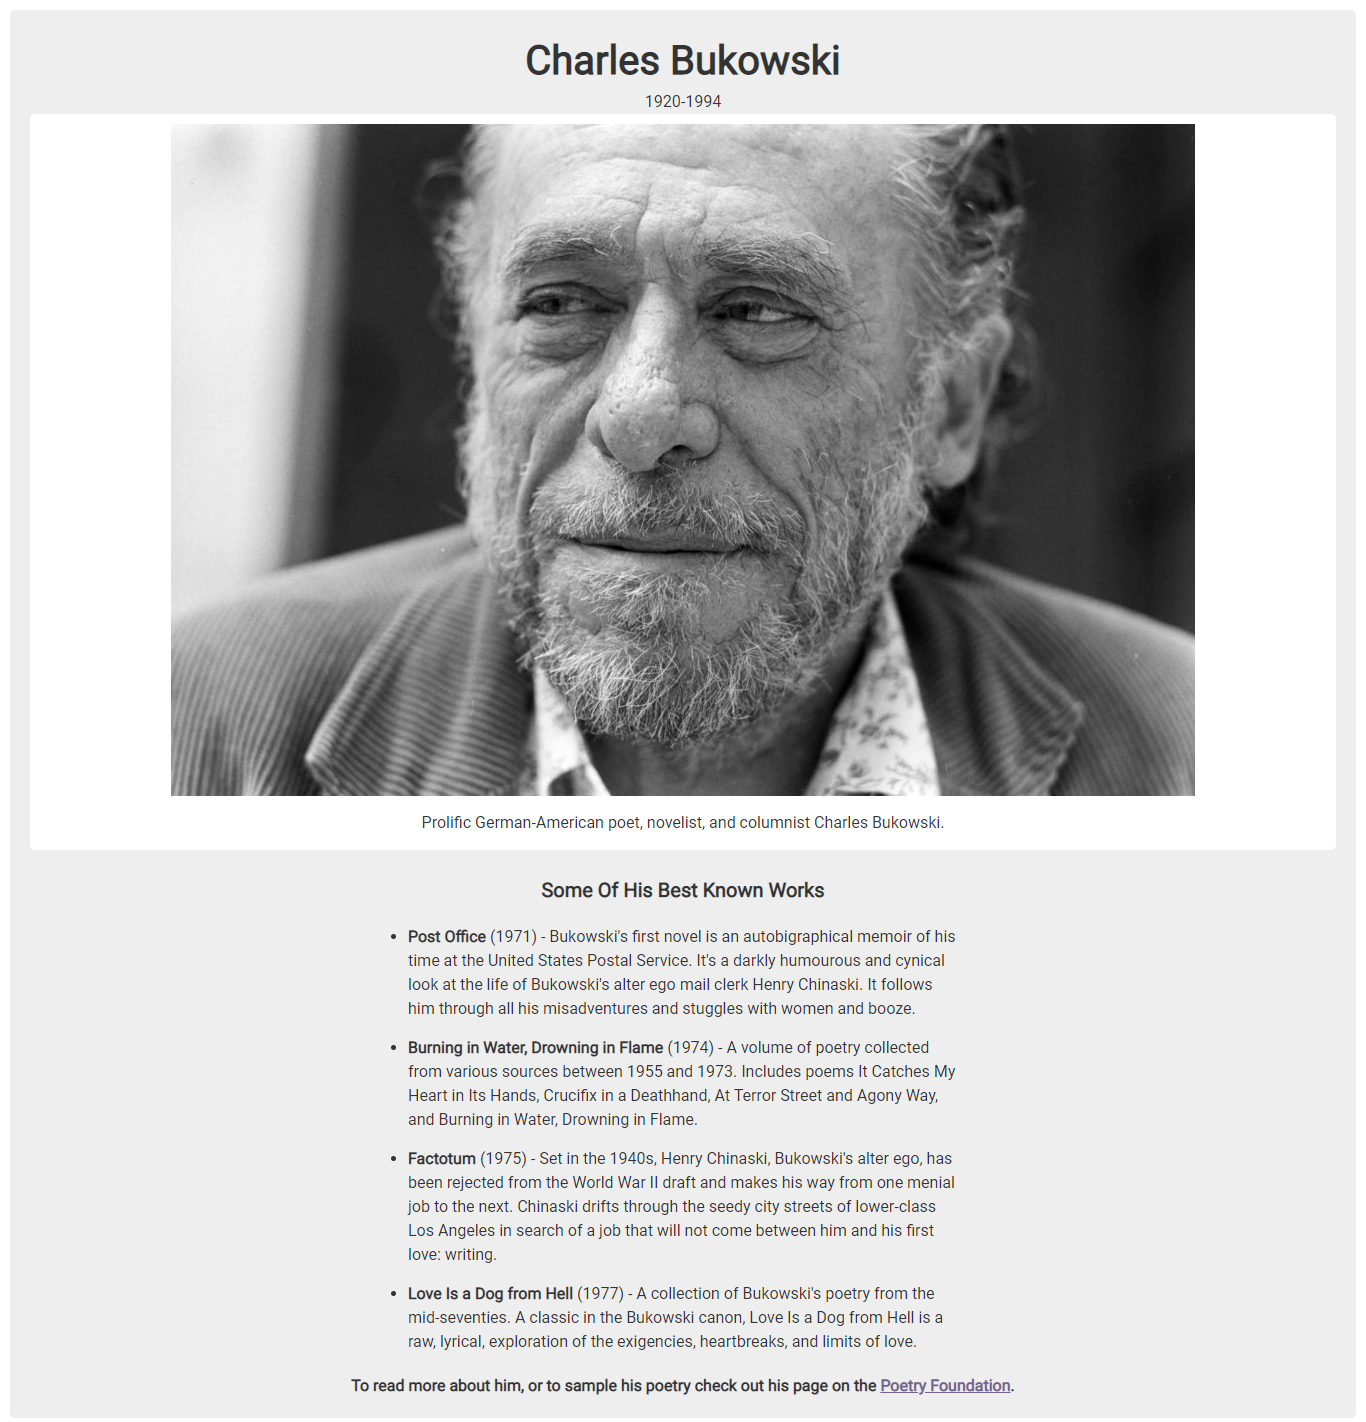 Charles Bukowski
1920-1994
Prolific German-American poet, novelist, and columnist Charles Bukowski.
Some Of His Best Known Works
• Post Office (1971) - Bukowski's first novel is an autobigraphical memoir of his
time at the United States Postal Service. It's a darkly humourous and cynical
look at the life of Bukowski's alter ego mail clerk Henry Chinaski. It follows
him through all his misadventures and stuggles with women and booze.
• Burning in Water, Drowning in Flame (1974) - A volume of poetry collected
from various sources between 1955 and 1973. Includes poems It Catches My
Heart in Its Hands, Crucifix in a Deathhand, At Terror Street and Agony Way,
and Burning in Water, Drowning in Flame.
• Factotum (1975) - Set in the 1940s, Henry Chinaski, Bukowski's alter ego, has
been rejected from the World War II draft and makes his way from one menial
job to the next. Chinaski drifts through the seedy city streets of lower-class
Los Angeles in search of a job that will not come between him and his first
love: writing.
• Love Is a Dog from Hell (1977) - A collection of Bukowski's poetry from the
mid-seventies. A classic in the Bukowski canon, Love Is a Dog from Hell is a
raw, lyrical, exploration of the exigencies, heartbreaks, and limits of love.
To read more about him, or to sample his poetry check out his page on the Poetry Foundation.